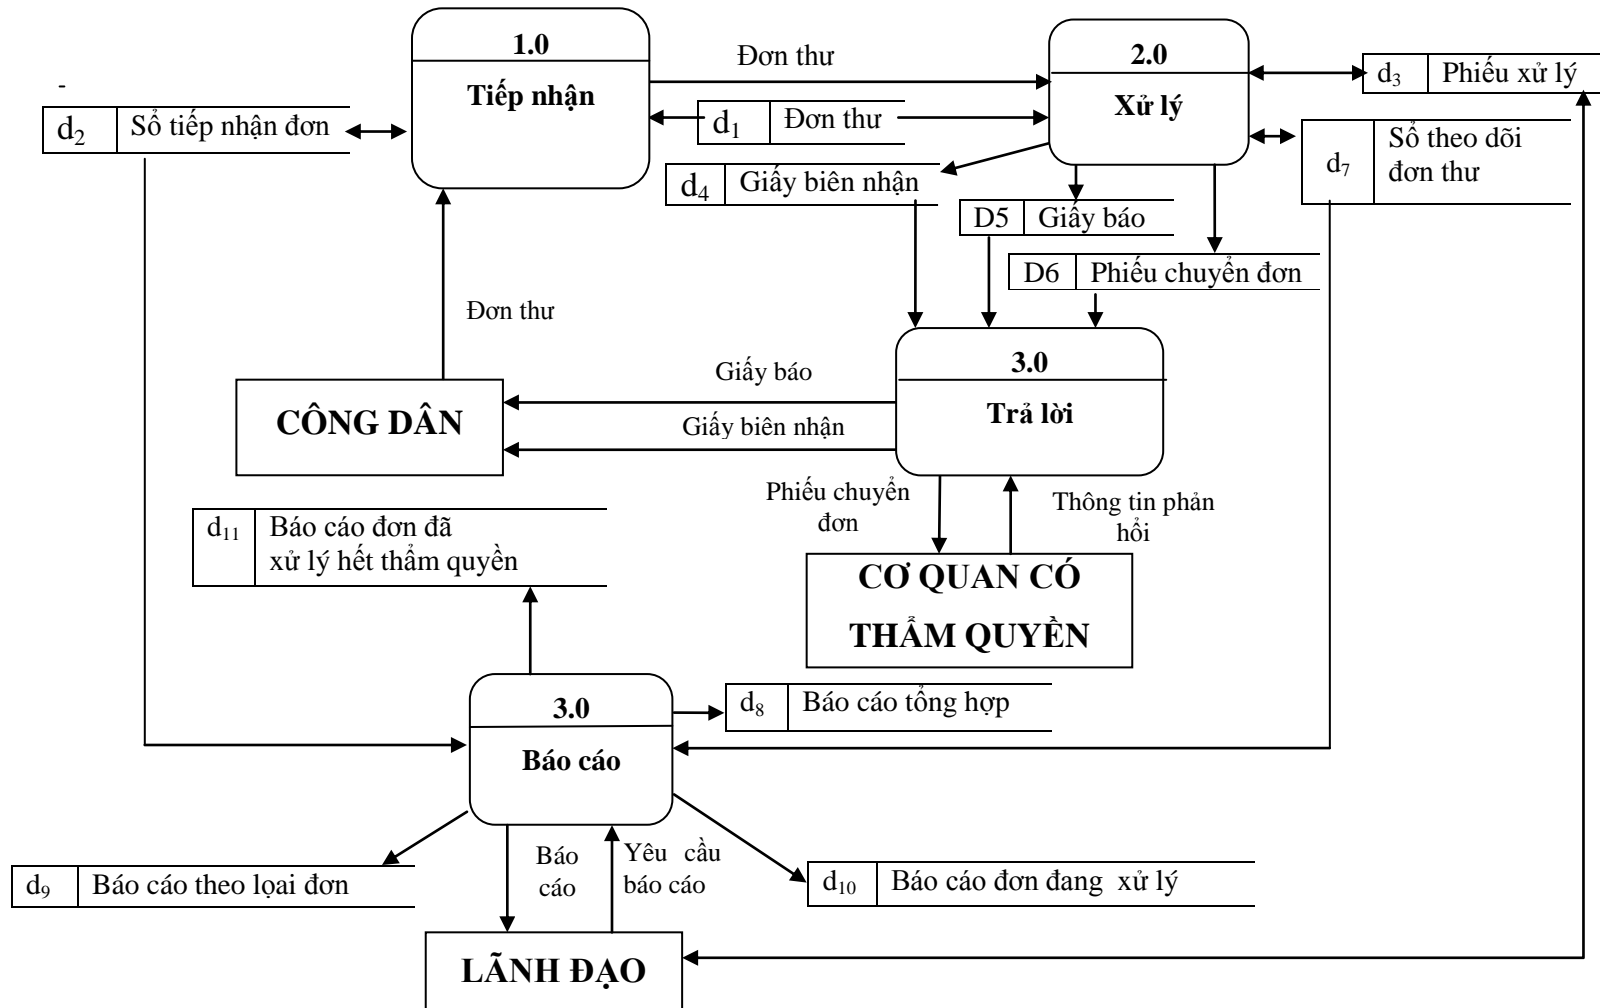 1.0
Tiếp nhận
Đơn thư
2.0
Xử lý
d3 Phiếu xử lý
-
d2 Sổ tiếp nhận đơn
d1 Đơn thư
d7 Sổ theo dõi
đơn thư
d4 Giấy biên nhận
D5 Giấy báo
D6 Phiếu chuyển đơn
Đơn thư
3.0
Trả lời
Giấy báo
Giấy biên nhận
CÔNG DÂN
Phiếu chuyển
đơn
Thông tin phản
hổi
d11 Báo cáo đơn đã
xử lý hết thẩm quyền
CƠ QUAN CÓ
THẨM QUYỀN
3.0
Báo cáo
d8 Báo cáo tổng hợp
Báo
cáo
Yêu cầu
báo cáo
d9 Báo cáo theo lọai đơn
d10 Báo cáo đơn đang xử lý
LÃNH ĐẠO